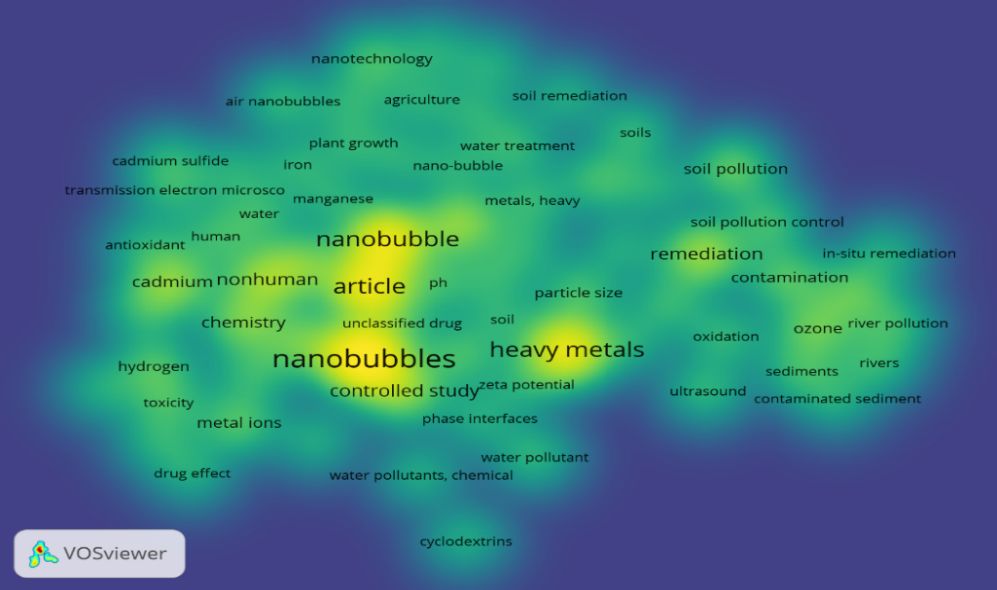 nanotechnology
air nanobubbles
agriculture
soil remediation
plant growth
water treatment
soils
cadmium sulfide
iron
nano-bubble
soil pollution
transmission electron microsco
manganese
metals, heavy
water
soil pollution control
antioxidant
human
nanobubble
remediation
in-situ remediation
cadmium
nonhuman
article
ph
particle size
contamination
chemistry
unclassified drug
soil
ozone
river pollution
oxidation
nanobubbles
heavy metals
hydrogen
sediments
rivers
controlled study
zeta potential
ultrasound
contaminated sediment
toxicity
metal ions
phase interfaces
drug effect
water pollutants, chemical
water pollutant
cyclodextrins
VOSviewer